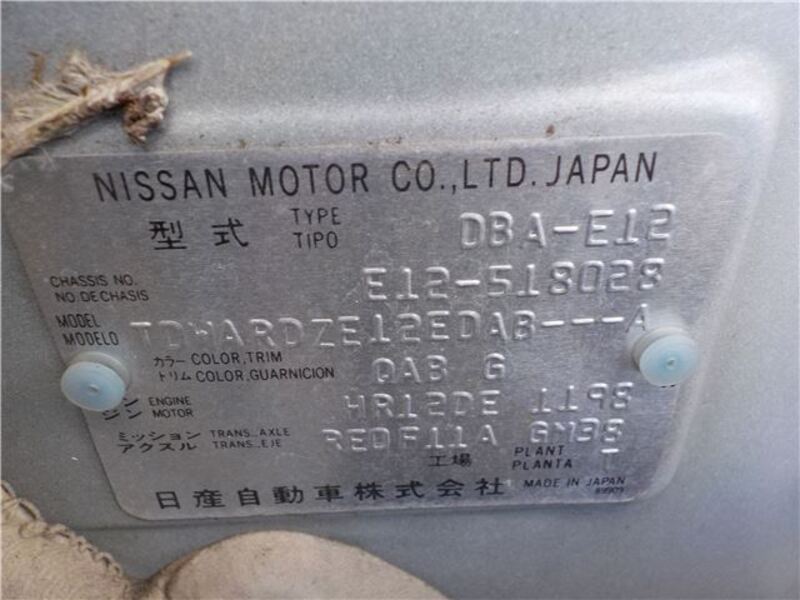 NISSAN MOTOR CO.,LTD. JAPAN
型式 TYPE TIPO DBA-E12
CHASSIS NO. NO.DE CHASIS E12-518028
MODEL MODELO TDWARDZE12EDAB---A
カラー COLOR,TRIM
トリム COLOR,GUARNICION QAB G
ン ENGINE
ジン MOTOR HR12DE 1198
ミッション TRANS._AXLE
アクスル TRANS._EJE RE0F11A GM38
工場 PLANT PLANTA
日産自動車株式会社 MADE IN JAPAN